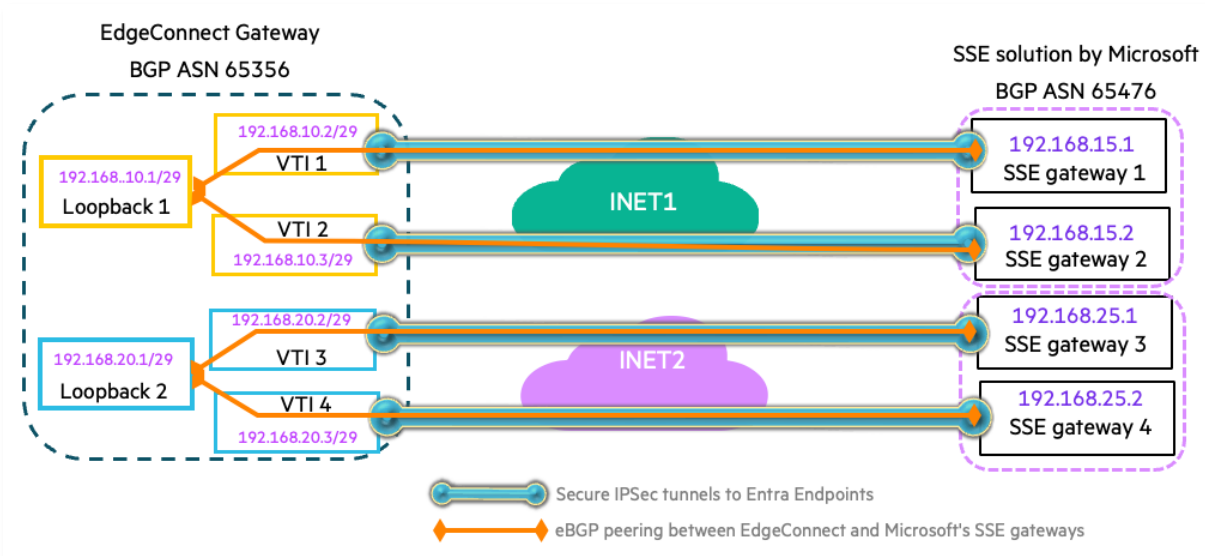 EdgeConnect Gateway
BGP ASN 65356
SSE solution by Microsoft
BGP ASN 65476
192.168.10.2/29
VTI 1
192.168..10.1/29
Loopback 1
VTI 2
192.168.10.3/29
INET1
192.168.15.1
SSE gateway 1
192.168.15.2
SSE gateway 2
192.168.20.2/29
VTI 3
192.168.20.1/29
Loopback 2
VTI 4
192.168.20.3/29
INET2
192.168.25.1
SSE gateway 3
192.168.25.2
SSE gateway 4
Secure IPSec tunnels to Entra Endpoints
eBGP peering between EdgeConnect and Microsoft's SSE gateways